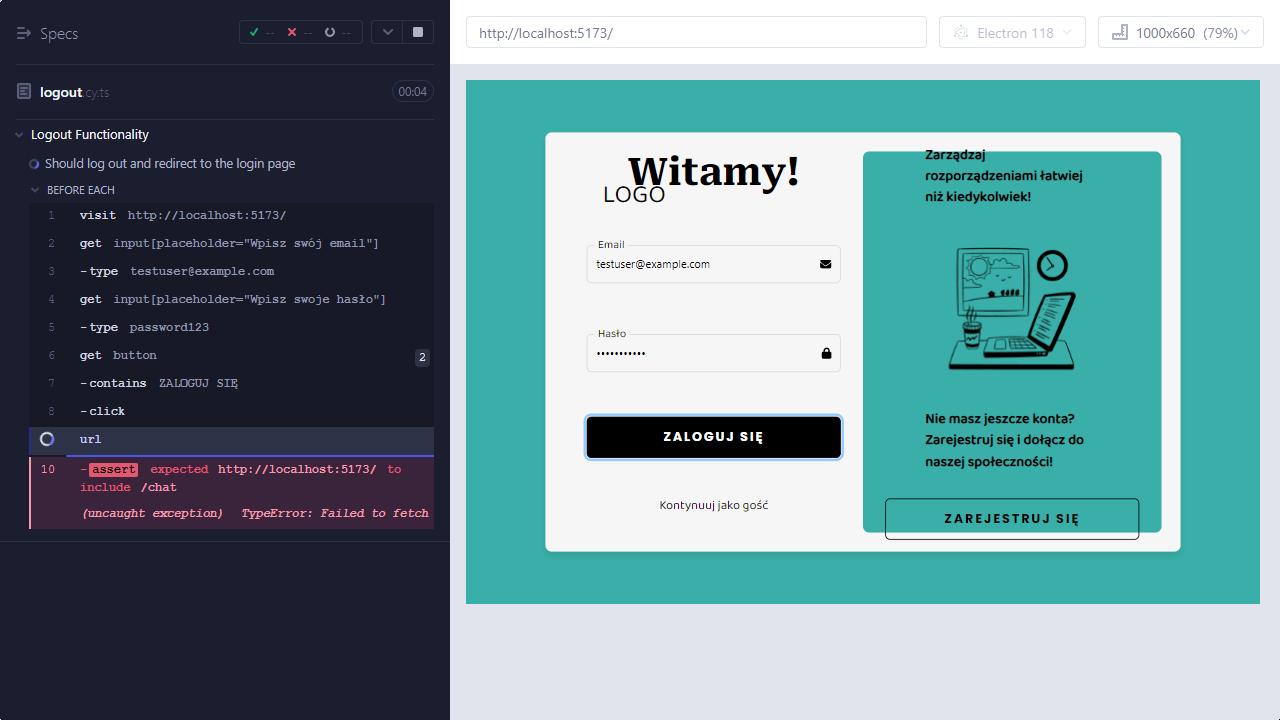 Specs
-- -- --
logout.cy.ts 00:04
Logout Functionality
Should log out and redirect to the login page
BEFORE EACH
1 visit http://localhost:5173/
2 get input[placeholder="Wpisz swój email"]
3 -type testuser@example.com
4 get input[placeholder="Wpisz swoje hasło"]
5 -type password123
6 get button 2
7 -contains ZALOGUJ SIĘ
8 -click
url
10 -assert expected http://localhost:5173/ to
include /chat
(uncaught exception) TypeError: Failed to fetch
http://localhost:5173/
Electron 118
1000x660 (79%)
Witamy!
LOGO
Email
testuser@example.com
Hasło
•••••••••••
ZALOGUJ SIĘ
Kontynuuj jako gość
Zarządzaj
rozporządzeniami łatwiej
niż kiedykolwiek!
Nie masz jeszcze konta?
Zarejestruj się i dołącz do
naszej społeczności!
ZAREJESTRUJ SIĘ